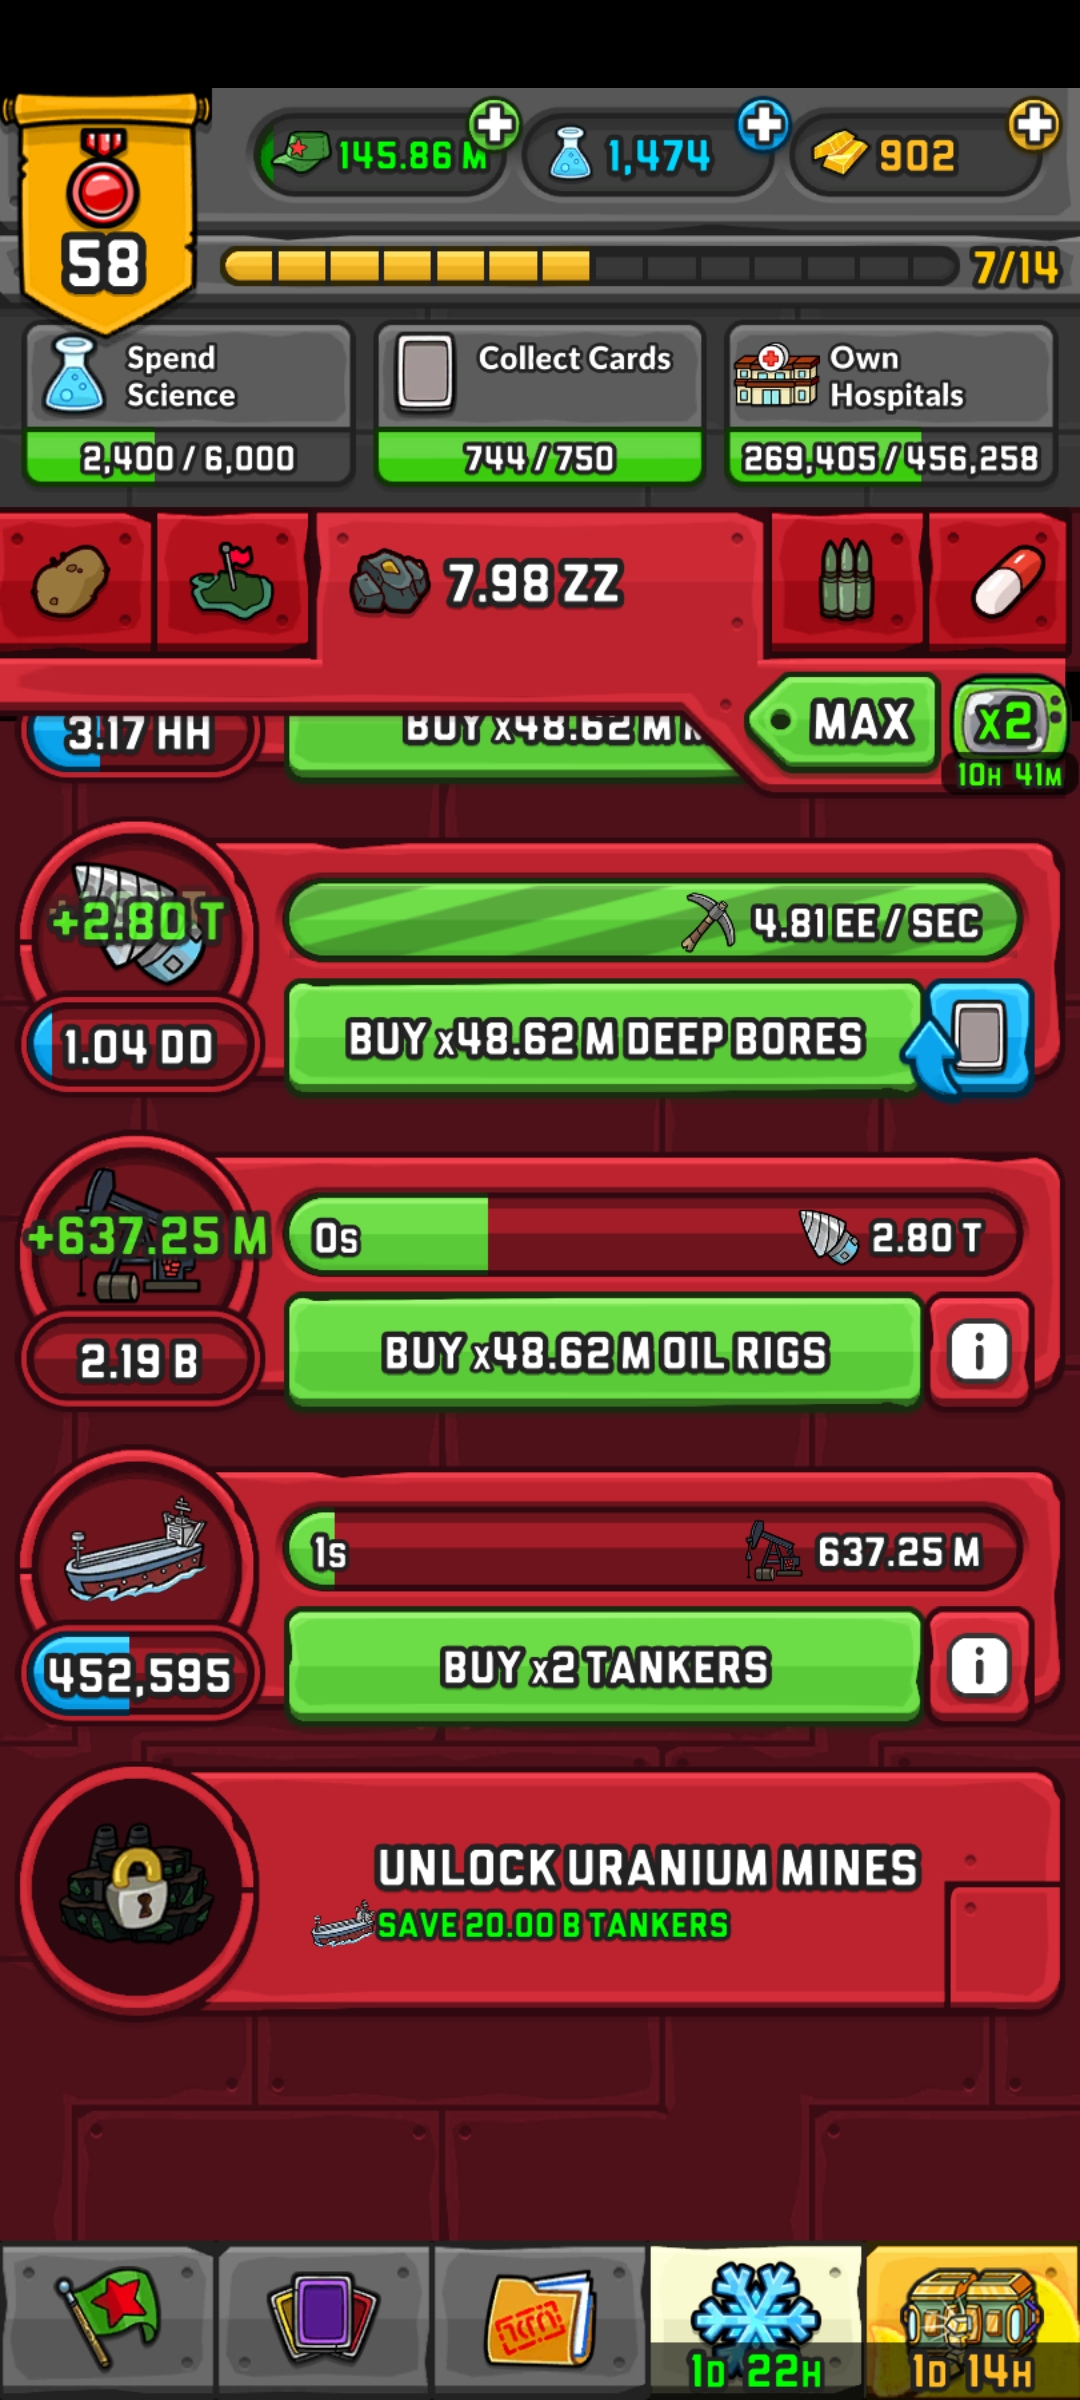 145.86 M
1,474
902
58
7/14
Spend
Science
Collect Cards
Own
Hospitals
2,400 / 6,000
744 / 750
269,405 / 456,258
7.98 ZZ
MAX
x2
10H 41M
3.17 HH
BUY x48.62 M
+2.80 T
4.81 EE / SEC
1.04 DD
BUY x48.62 M DEEP BORES
+637.25 M
0s
2.80 T
2.19 B
BUY x48.62 M OIL RIGS
i
1s
637.25 M
452,595
BUY x2 TANKERS
i
UNLOCK URANIUM MINES
SAVE 20.00 B TANKERS
1D 22H
1D 14H